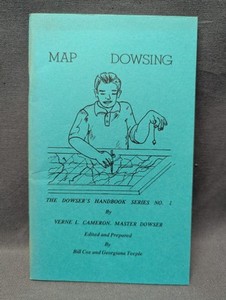 MAP DOWSING
THE DOWSER'S HANDBOOK SERIES NO. 1
By
VERNE L. CAMERON, MASTER DOWSER
Edited and Prepared
By
Bill Cox and Georgiana Teeple